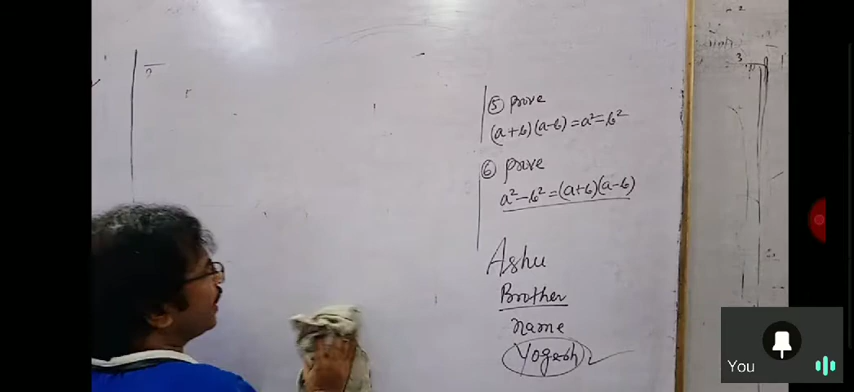 ⑤ prove
(a+b)(a-b)=a²=b²
⑥ prove
a²-b²=(a+b)(a-b)
Ashu
Brother
name
Yogesh
You